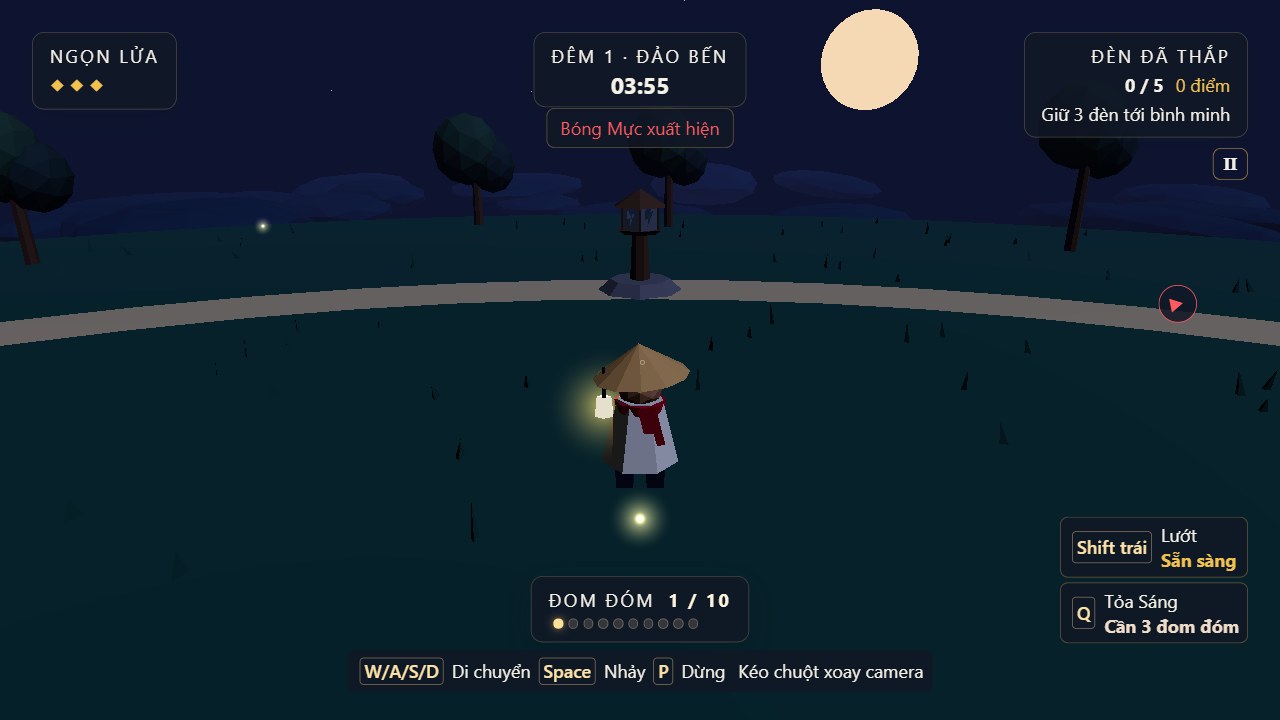 NGỌN LỬA
ĐÊM 1 · ĐẢO BẾN
03:55
Bóng Mực xuất hiện
ĐÈN ĐÃ THẮP
0 / 5 0 điểm
Giữ 3 đèn tới bình minh
II
Shift trái Lướt
Sẵn sàng
Q Tỏa Sáng
Cần 3 đom đóm
ĐOM ĐÓM 1 / 10
W/A/S/D Di chuyển Space Nhảy P Dừng Kéo chuột xoay camera